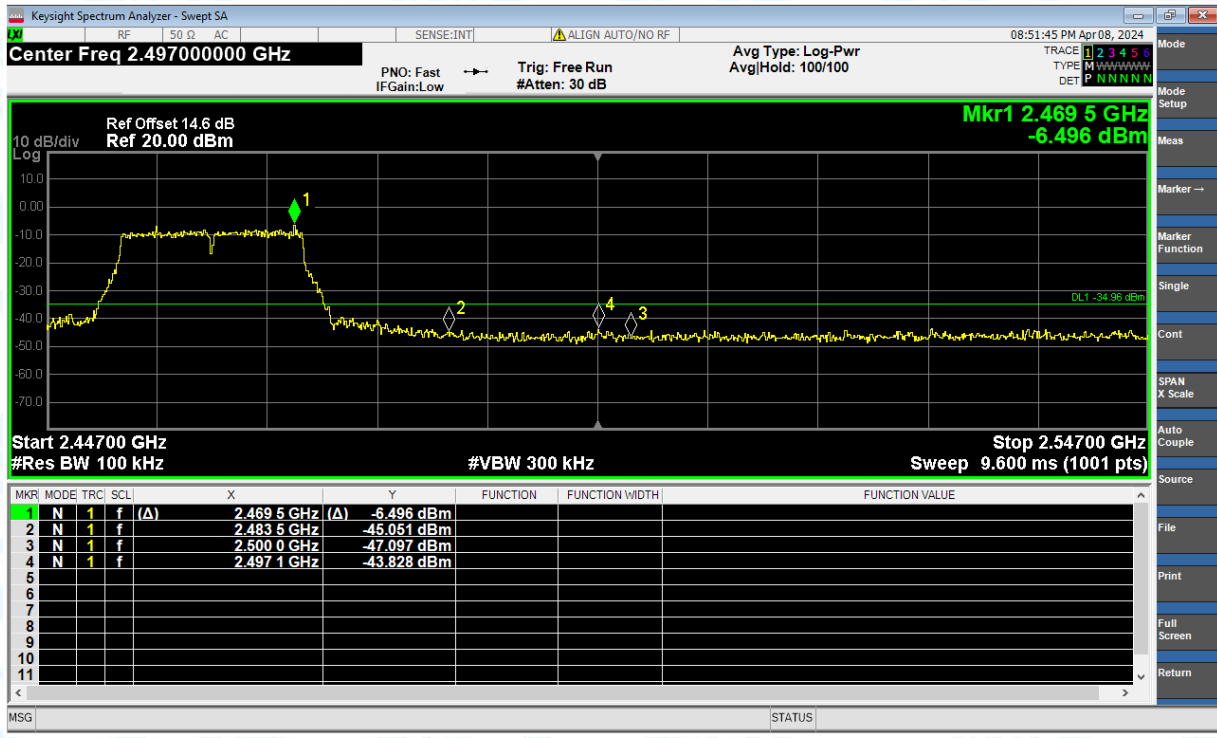 Keysight Spectrum Analyzer - Swept SA
LXI RF 50 Ω AC SENSE:INT ALIGN AUTO/NO RF 08:51:45 PM Apr 08, 2024
Center Freq 2.497000000 GHz
PNO: Fast
IFGain:Low
Trig: Free Run
#Atten: 30 dB
Avg Type: Log-Pwr
Avg|Hold: 100/100
TRACE 1 2 3 4 5 6
TYPE M WWWWW
DET P N N N N N
Mkr1 2.469 5 GHz
-6.496 dBm
Ref Offset 14.6 dB
10 dB/div Ref 20.00 dBm
Log
10.0
0.00
-10.0
-20.0
-30.0
-40.0
-50.0
-60.0
-70.0
1
2
4
3
DL1 -34.96 dBm
Start 2.44700 GHz Stop 2.54700 GHz
#Res BW 100 kHz #VBW 300 kHz Sweep 9.600 ms (1001 pts)
MKR MODE TRC SCL X Y FUNCTION FUNCTION WIDTH FUNCTION VALUE
1 N 1 f (Δ) 2.469 5 GHz (Δ) -6.496 dBm
2 N 1 f 2.483 5 GHz -45.051 dBm
3 N 1 f 2.500 0 GHz -47.097 dBm
4 N 1 f 2.497 1 GHz -43.828 dBm
5
6
7
8
9
10
11
MSG STATUS
Mode
Mode
Setup
Meas
Marker →
Marker
Function
Single
Cont
SPAN
X Scale
Auto
Couple
Source
File
Print
Full
Screen
Return